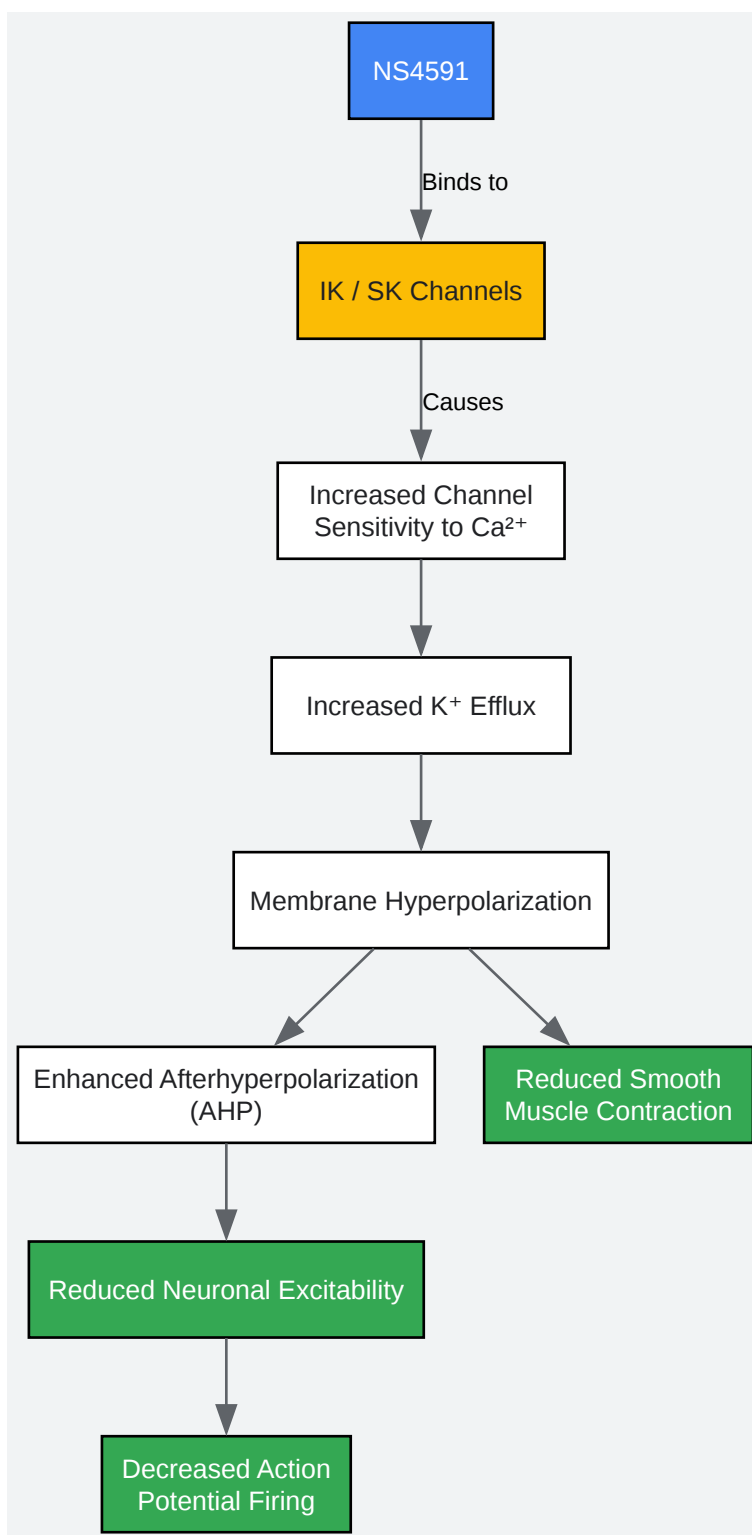 NS4591
Binds to
IK / SK Channels
Causes
Increased Channel
Sensitivity to Ca²⁺
Increased K⁺ Efflux
Membrane Hyperpolarization
Enhanced Afterhyperpolarization
(AHP)
Reduced Smooth
Muscle Contraction
Reduced Neuronal Excitability
Decreased Action
Potential Firing